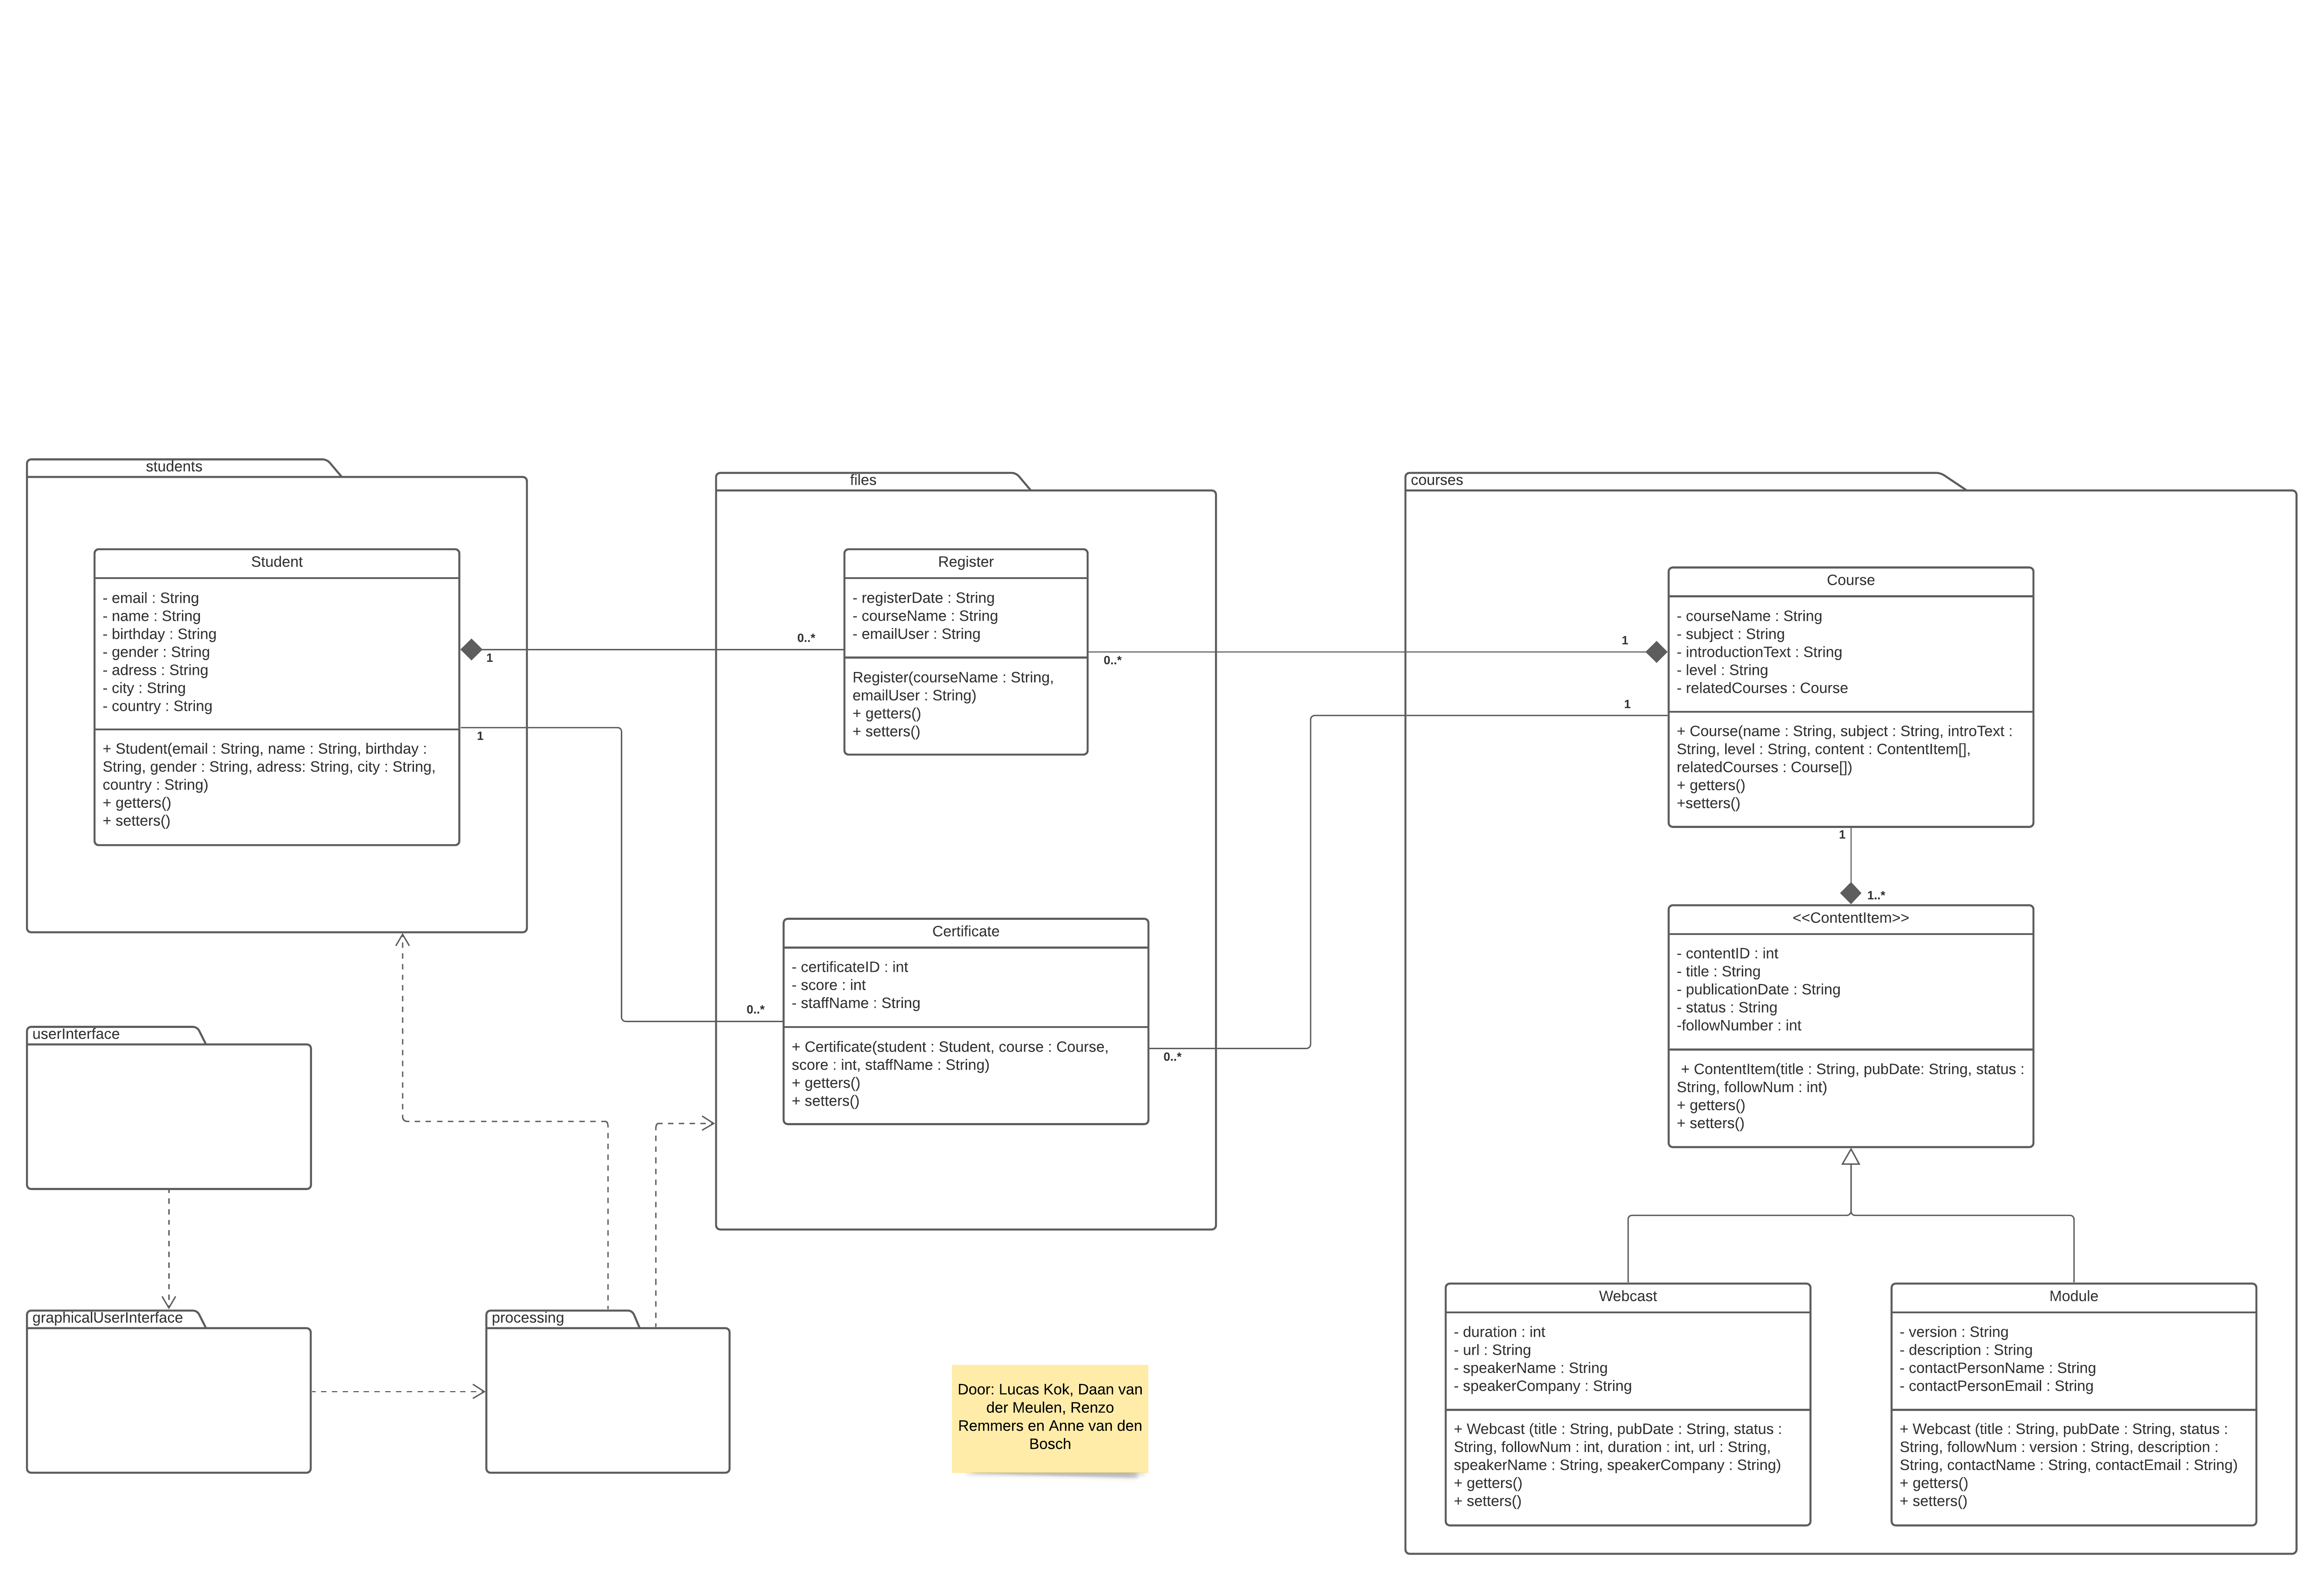 students
Student
- email : String
- name : String
- birthday : String
- gender : String
- adress : String
- city : String
- country : String
+ Student(email : String, name : String, birthday :
String, gender : String, adress: String, city : String,
country : String)
+ getters()
+ setters()
1
0..*
1
0..*
files
Register
- registerDate : String
- courseName : String
- emailUser : String
Register(courseName : String,
emailUser : String)
+ getters()
+ setters()
0..*
1
Certificate
- certificateID : int
- score : int
- staffName : String
+ Certificate(student : Student, course : Course,
score : int, staffName : String)
+ getters()
+ setters()
0..*
1
courses
Course
- courseName : String
- subject : String
- introductionText : String
- level : String
- relatedCourses : Course
+ Course(name : String, subject : String, introText :
String, level : String, content : ContentItem[],
relatedCourses : Course[])
+ getters()
+setters()
1
1..*
<<ContentItem>>
- contentID : int
- title : String
- publicationDate : String
- status : String
-followNumber : int
+ ContentItem(title : String, pubDate: String, status :
String, followNum : int)
+ getters()
+ setters()
Webcast
- duration : int
- url : String
- speakerName : String
- speakerCompany : String
+ Webcast (title : String, pubDate : String, status :
String, followNum : int, duration : int, url : String,
speakerName : String, speakerCompany : String)
+ getters()
+ setters()
Module
- version : String
- description : String
- contactPersonName : String
- contactPersonEmail : String
+ Webcast (title : String, pubDate : String, status :
String, followNum : version : String, description :
String, contactName : String, contactEmail : String)
+ getters()
+ setters()
userInterface
graphicalUserInterface
processing
Door: Lucas Kok, Daan van
der Meulen, Renzo
Remmers en Anne van den
Bosch